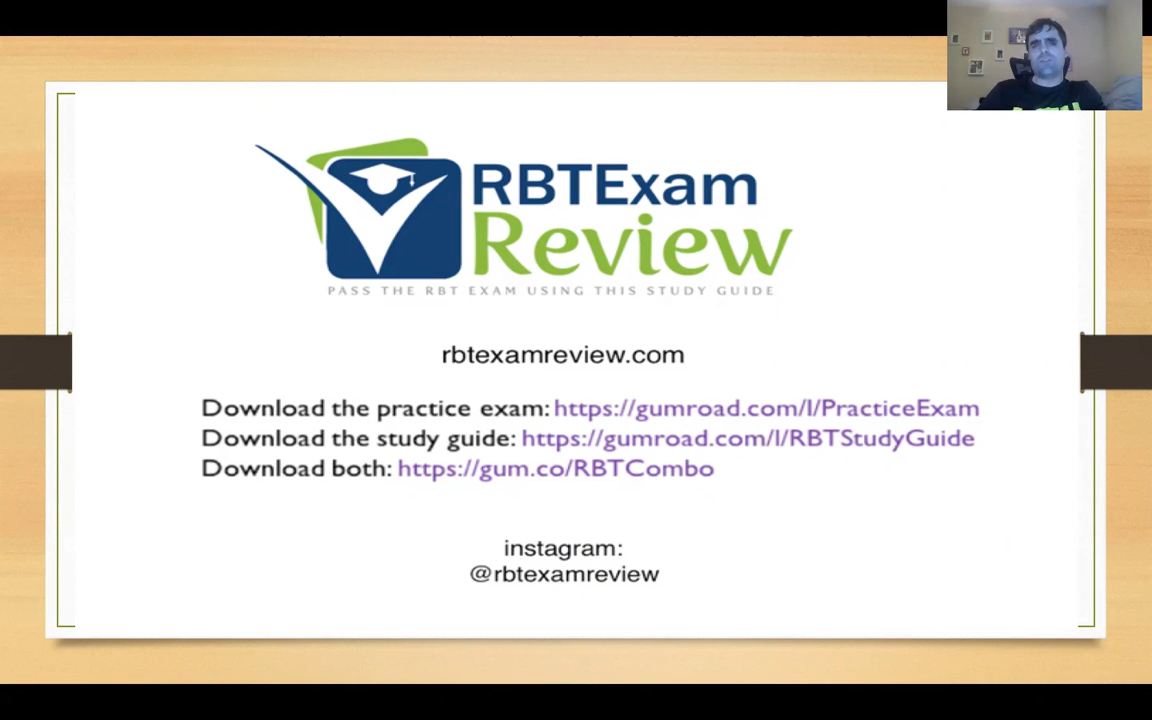 RBTExam
Review
PASS THE RBT EXAM USING THIS STUDY GUIDE
rbtexamreview.com
Download the practice exam: https://gumroad.com/l/PracticeExam
Download the study guide: https://gumroad.com/l/RBTStudyGuide
Download both: https://gum.co/RBTCombo
instagram:
@rbtexamreview